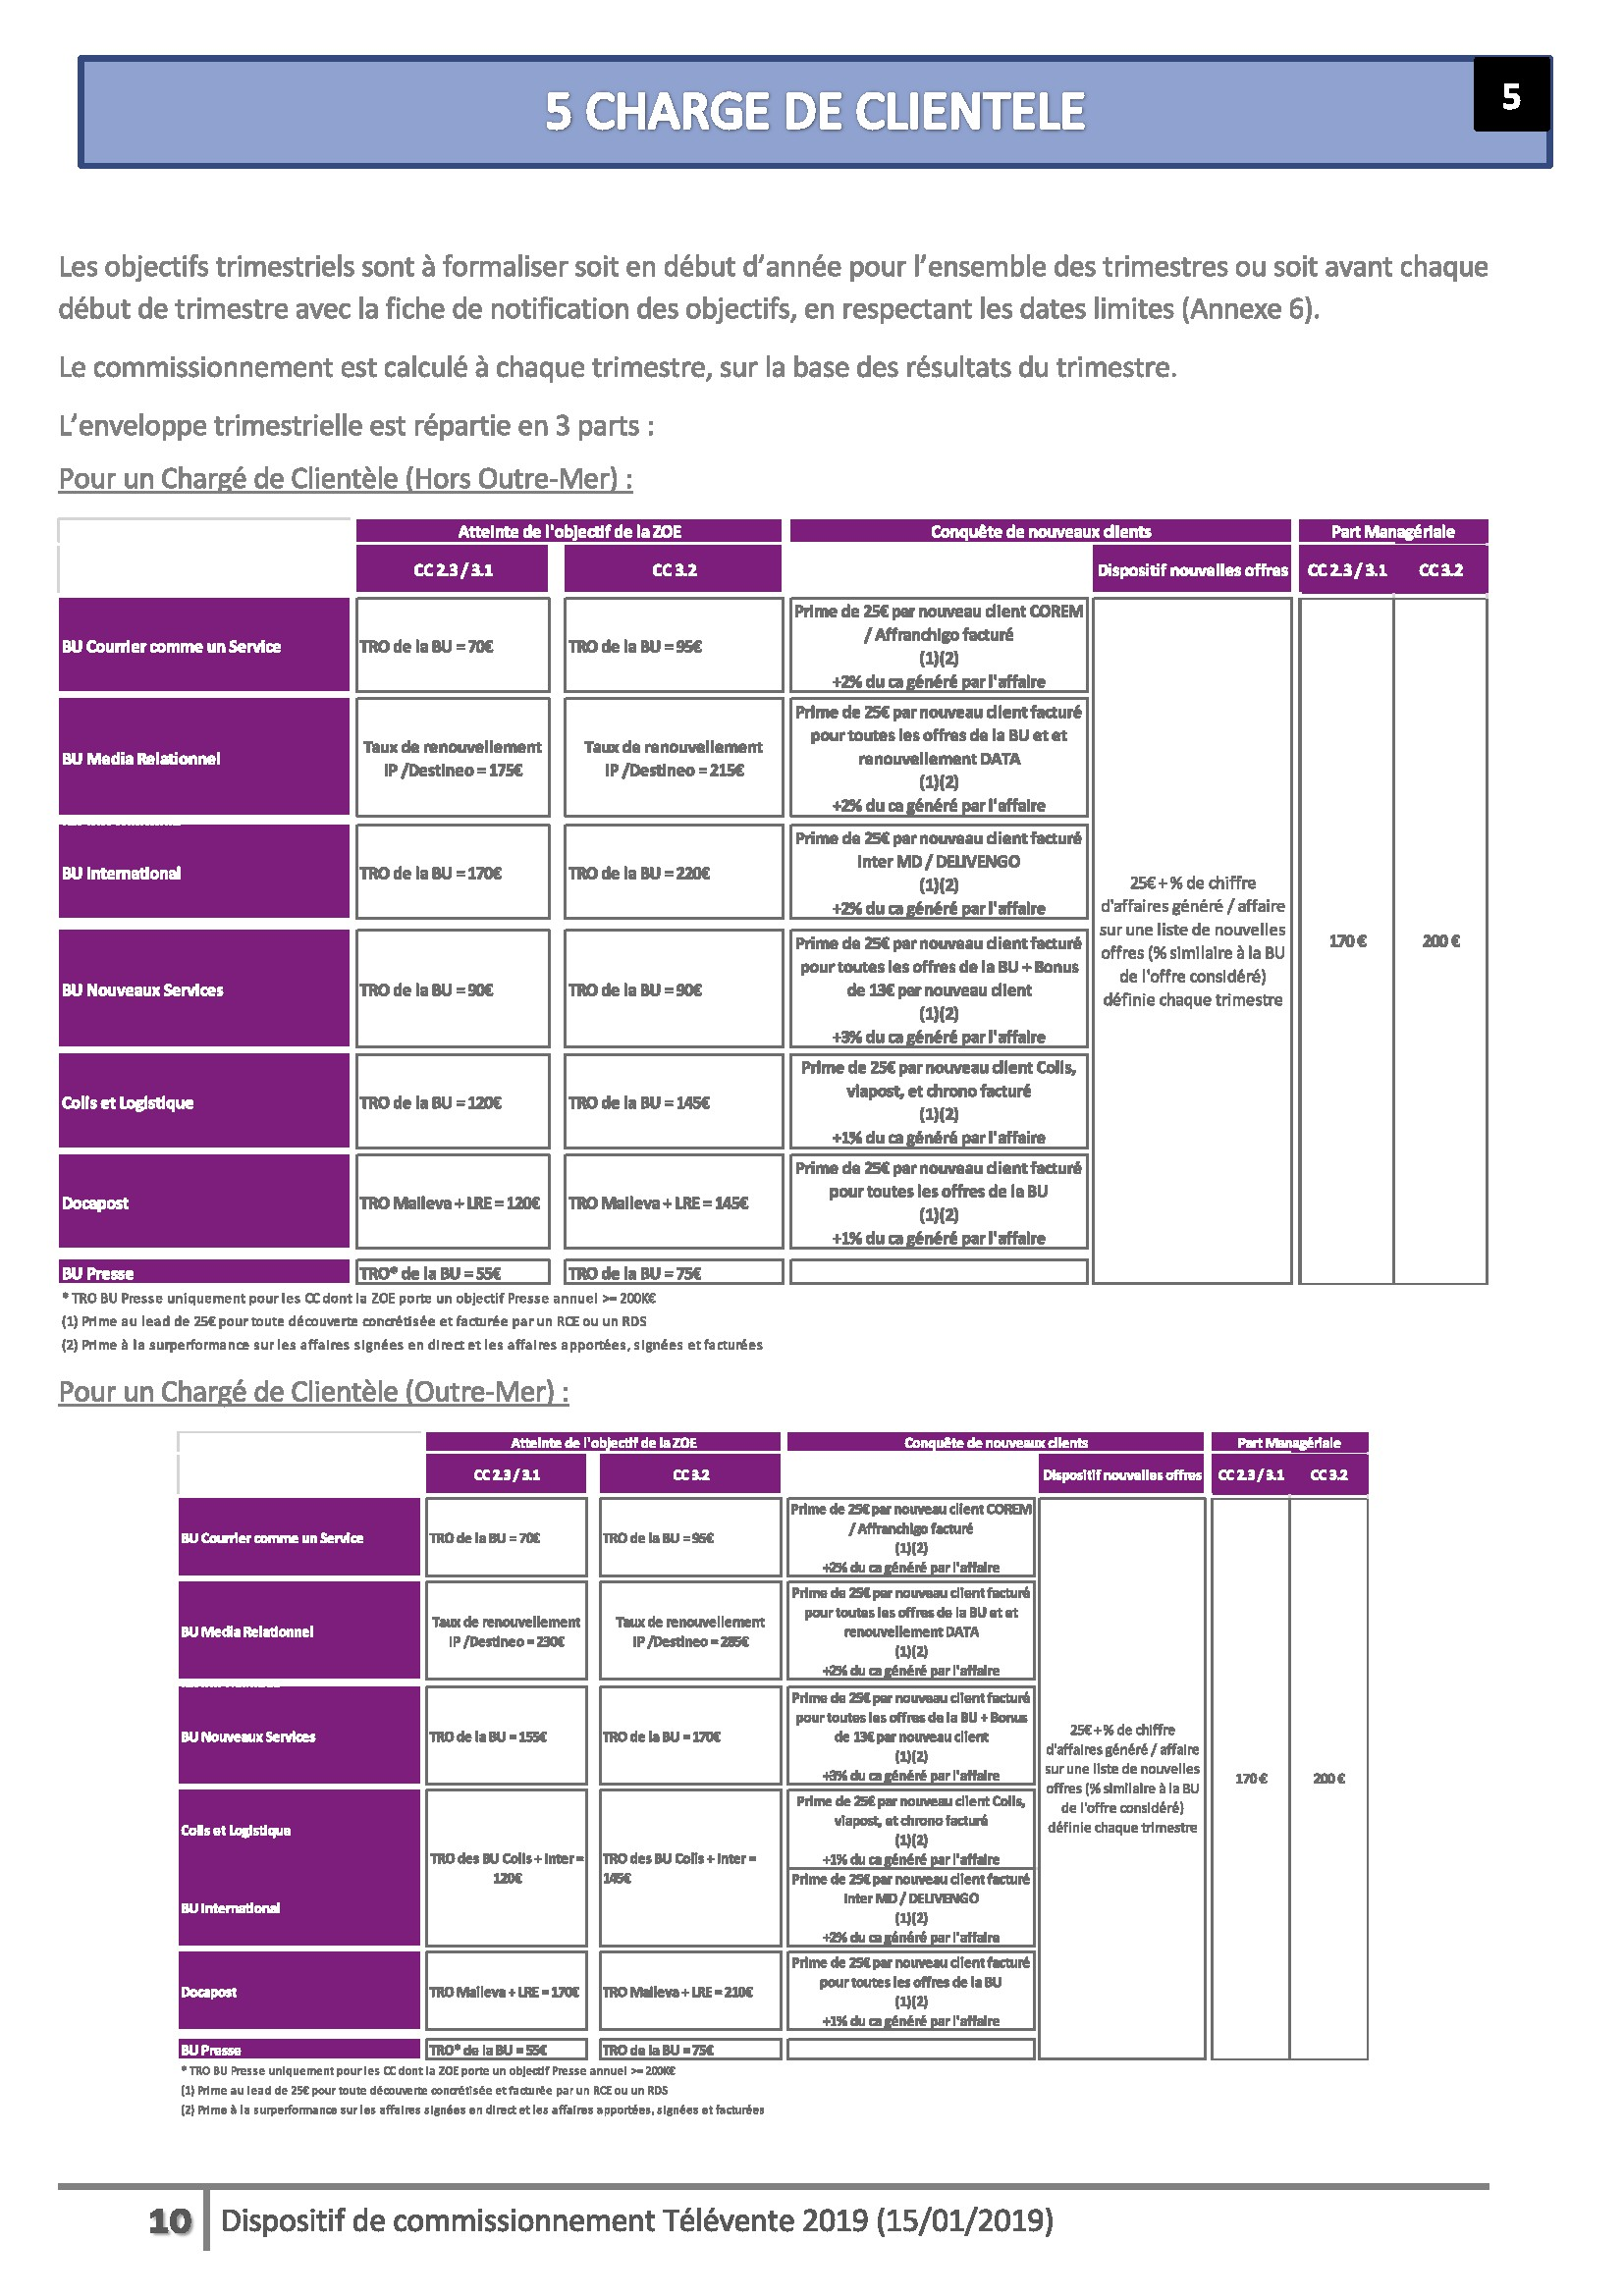 5 CHARGE DE CLIENTELE
5
Les objectifs trimestriels sont à formaliser soit en début d’année pour l’ensemble des trimestres ou soit avant chaque
début de trimestre avec la fiche de notification des objectifs, en respectant les dates limites (Annexe 6).
Le commissionnement est calculé à chaque trimestre, sur la base des résultats du trimestre.
L’enveloppe trimestrielle est répartie en 3 parts :
Pour un Chargé de Clientèle (Hors Outre-Mer) :
Atteinte de l'objectif de la ZOE
Conquête de nouveaux clients
Part Managériale
CC 2.3 / 3.1
CC 3.2
Dispositif nouvelles offres
CC 2.3 / 3.1
CC 3.2
BU Courrier comme un Service
TRO de la BU = 70€
TRO de la BU = 95€
Prime de 25€ par nouveau client COREM
/ Affranchigo facturé
(1)(2)
+2% du ca généré par l'affaire
BU Media Relationnel
Taux de renouvellement
IP /Destineo = 175€
Taux de renouvellement
IP /Destineo = 215€
Prime de 25€ par nouveau client facturé
pour toutes les offres de la BU et et
renouvellement DATA
(1)(2)
+2% du ca généré par l'affaire
BU International
TRO de la BU = 170€
TRO de la BU = 220€
Prime de 25€ par nouveau client facturé
Inter MD / DELIVENGO
(1)(2)
+2% du ca généré par l'affaire
BU Nouveaux Services
TRO de la BU = 90€
TRO de la BU = 90€
Prime de 25€ par nouveau client facturé
pour toutes les offres de la BU + Bonus
de 13€ par nouveau client
(1)(2)
+3% du ca généré par l'affaire
Colis et Logistique
TRO de la BU = 120€
TRO de la BU = 145€
Prime de 25€ par nouveau client Colis,
viapost, et chrono facturé
(1)(2)
+1% du ca généré par l'affaire
Docapost
TRO Maileva + LRE = 120€
TRO Maileva + LRE = 145€
Prime de 25€ par nouveau client facturé
pour toutes les offres de la BU
(1)(2)
+1% du ca généré par l'affaire
BU Presse
TRO* de la BU = 55€
TRO de la BU = 75€
25€ + % de chiffre
d'affaires généré / affaire
sur une liste de nouvelles
offres (% similaire à la BU
de l'offre considéré)
définie chaque trimestre
170 €
200 €
* TRO BU Presse uniquement pour les CC dont la ZOE porte un objectif Presse annuel >= 200K€
(1) Prime au lead de 25€ pour toute découverte concrétisée et facturée par un RCE ou un RDS
(2) Prime à la surperformance sur les affaires signées en direct et les affaires apportées, signées et facturées
Pour un Chargé de Clientèle (Outre-Mer) :
Atteinte de l'objectif de la ZOE
Conquête de nouveaux clients
Part Managériale
CC 2.3 / 3.1
CC 3.2
Dispositif nouvelles offres
CC 2.3 / 3.1
CC 3.2
BU Courrier comme un Service
TRO de la BU = 70€
TRO de la BU = 95€
Prime de 25€ par nouveau client COREM
/ Affranchigo facturé
(1)(2)
+2% du ca généré par l'affaire
BU Media Relationnel
Taux de renouvellement
IP /Destineo = 230€
Taux de renouvellement
IP /Destineo = 285€
Prime de 25€ par nouveau client facturé
pour toutes les offres de la BU et et
renouvellement DATA
(1)(2)
+2% du ca généré par l'affaire
BU Nouveaux Services
TRO de la BU = 155€
TRO de la BU = 170€
Prime de 25€ par nouveau client facturé
pour toutes les offres de la BU + Bonus
de 13€ par nouveau client
(1)(2)
+3% du ca généré par l'affaire
Colis et Logistique
TRO des BU Colis + Inter =
120€
TRO des BU Colis + Inter =
145€
Prime de 25€ par nouveau client Colis,
viapost, et chrono facturé
(1)(2)
+1% du ca généré par l'affaire
BU International
Prime de 25€ par nouveau client facturé
Inter MD / DELIVENGO
(1)(2)
+2% du ca généré par l'affaire
Docapost
TRO Maileva + LRE = 170€
TRO Maileva + LRE = 210€
Prime de 25€ par nouveau client facturé
pour toutes les offres de la BU
(1)(2)
+1% du ca généré par l'affaire
BU Presse
TRO* de la BU = 55€
TRO de la BU = 75€
25€ + % de chiffre
d'affaires généré / affaire
sur une liste de nouvelles
offres (% similaire à la BU
de l'offre considéré)
définie chaque trimestre
170 €
200 €
* TRO BU Presse uniquement pour les CC dont la ZOE porte un objectif Presse annuel >= 200K€
(1) Prime au lead de 25€ pour toute découverte concrétisée et facturée par un RCE ou un RDS
(2) Prime à la surperformance sur les affaires signées en direct et les affaires apportées, signées et facturées
10 Dispositif de commissionnement Télévente 2019 (15/01/2019)